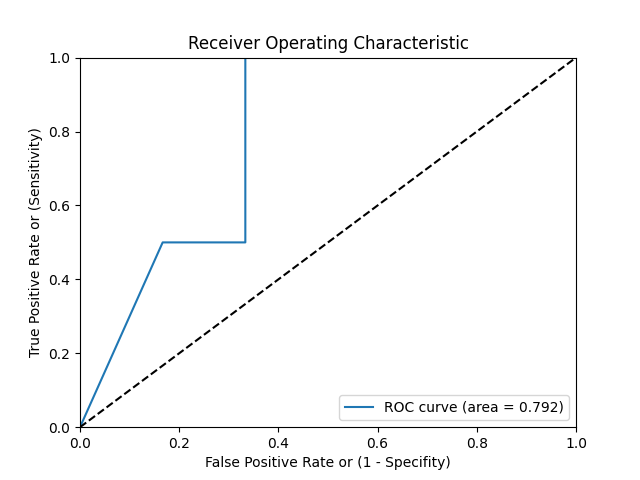 Receiver Operating Characteristic
True Positive Rate or (Sensitivity)
1.0
0.8
0.6
0.4
0.2
0.0
ROC curve (area = 0.792)
0.0 0.2 0.4 0.6 0.8 1.0
False Positive Rate or (1 - Specifity)